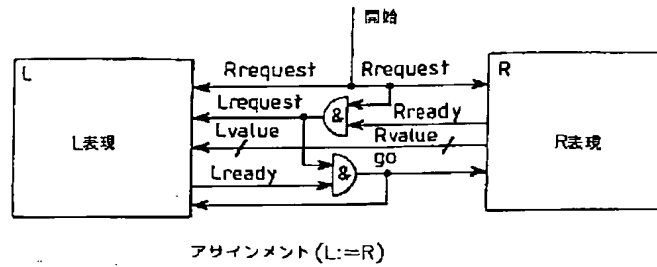 開始
L
Rrequest
Rrequest
R
Lrequest
&
Rready
L表現
Lvalue
Rvalue
R表現
Lready
&
go
アサインメント(L:=R)